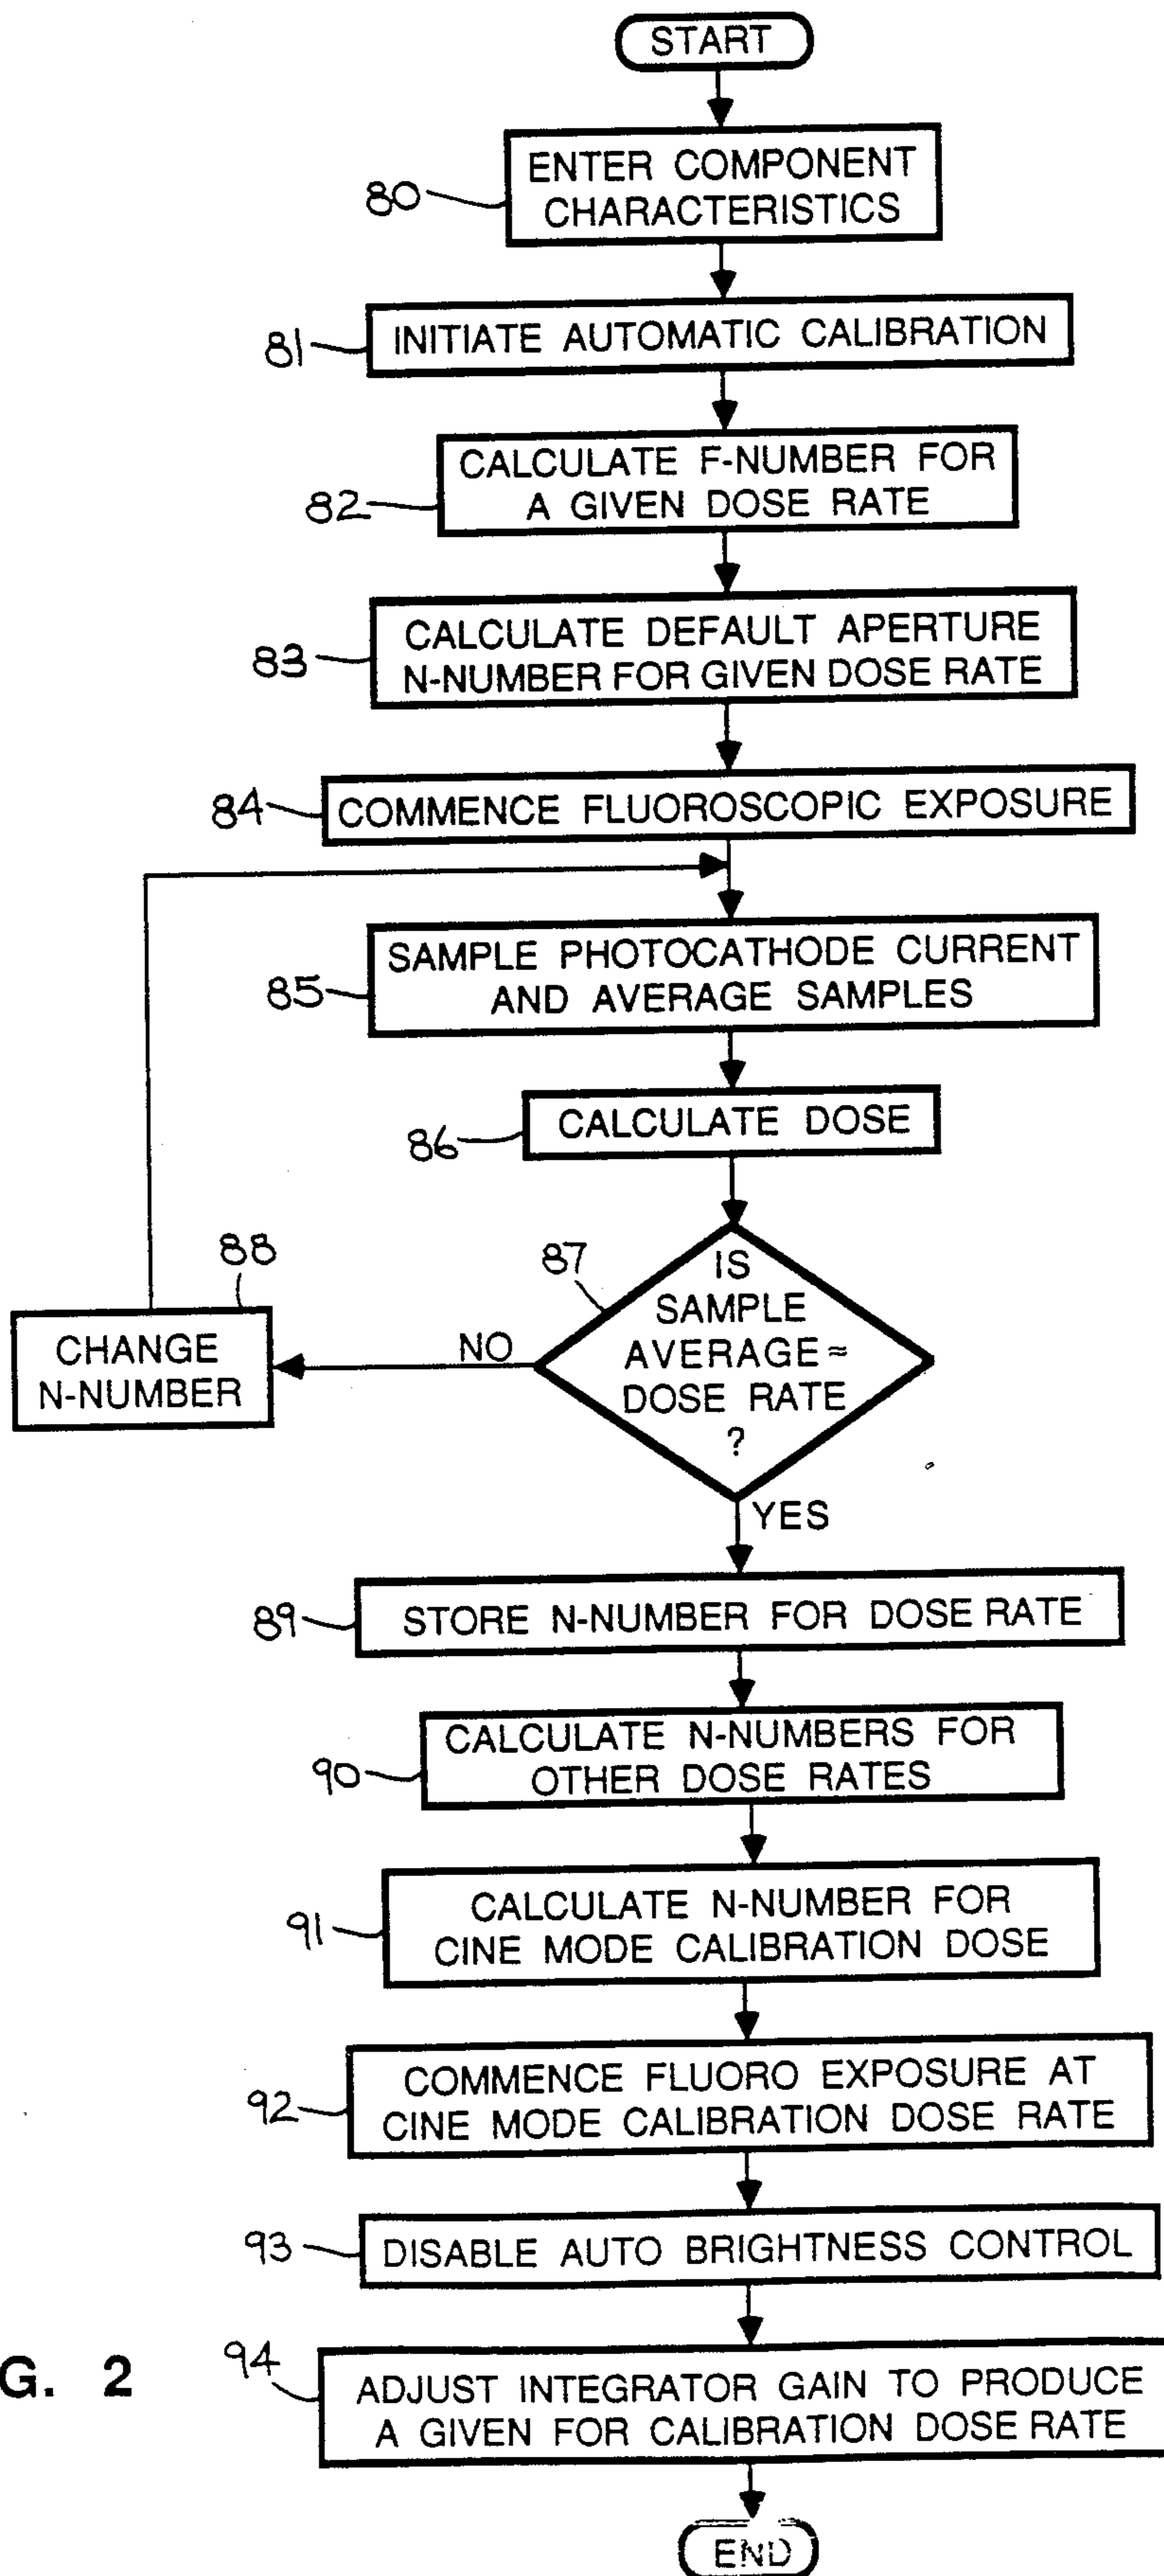 START
80
ENTER COMPONENT
CHARACTERISTICS
81
INITIATE AUTOMATIC CALIBRATION
82
CALCULATE F-NUMBER FOR
A GIVEN DOSE RATE
83
CALCULATE DEFAULT APERTURE
N-NUMBER FOR GIVEN DOSE RATE
84
COMMENCE FLUOROSCOPIC EXPOSURE
85
SAMPLE PHOTOCATHODE CURRENT
AND AVERAGE SAMPLES
86
CALCULATE DOSE
87
IS
SAMPLE
AVERAGE ≈
DOSE RATE
?
NO
88
CHANGE
N-NUMBER
YES
89
STORE N-NUMBER FOR DOSE RATE
90
CALCULATE N-NUMBERS FOR
OTHER DOSE RATES
91
CALCULATE N-NUMBER FOR
CINE MODE CALIBRATION DOSE
92
COMMENCE FLUORO EXPOSURE AT
CINE MODE CALIBRATION DOSE RATE
93
DISABLE AUTO BRIGHTNESS CONTROL
94
ADJUST INTEGRATOR GAIN TO PRODUCE
A GIVEN FOR CALIBRATION DOSE RATE
G. 2
END